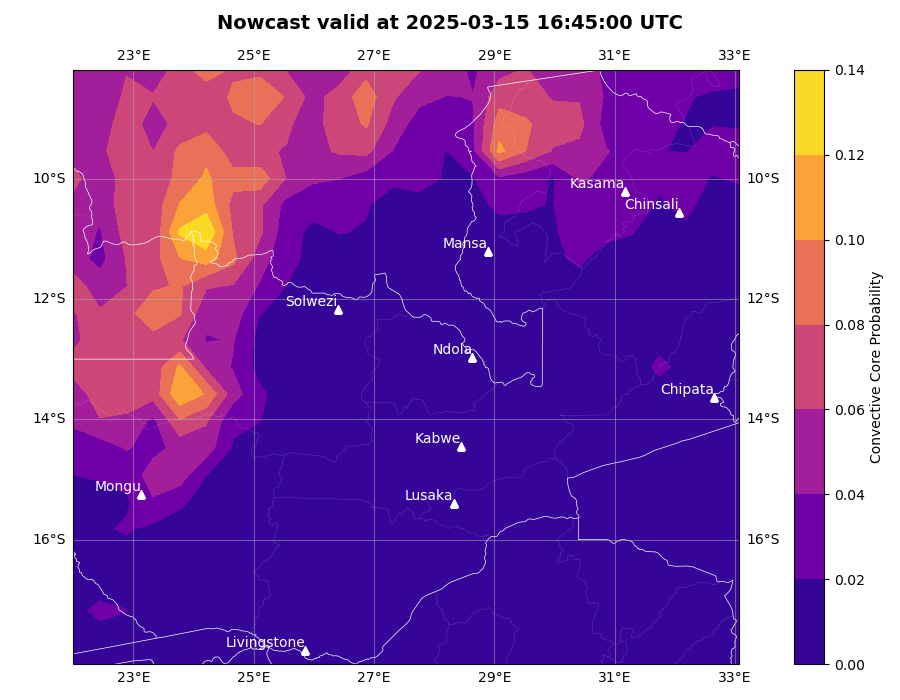 Nowcast valid at 2025-03-15 16:45:00 UTC
23°E 25°E 27°E 29°E 31°E 33°E
0.14
0.12
10°S 10°S
Kasama
Chinsali
0.10
Mansa
12°S 12°S
Solwezi
0.08
Ndola
Chipata
0.06
14°S 14°S
Kabwe
Mongu
Lusaka
0.04
16°S 16°S
0.02
Livingstone
0.00
23°E 25°E 27°E 29°E 31°E 33°E
Convective Core Probability